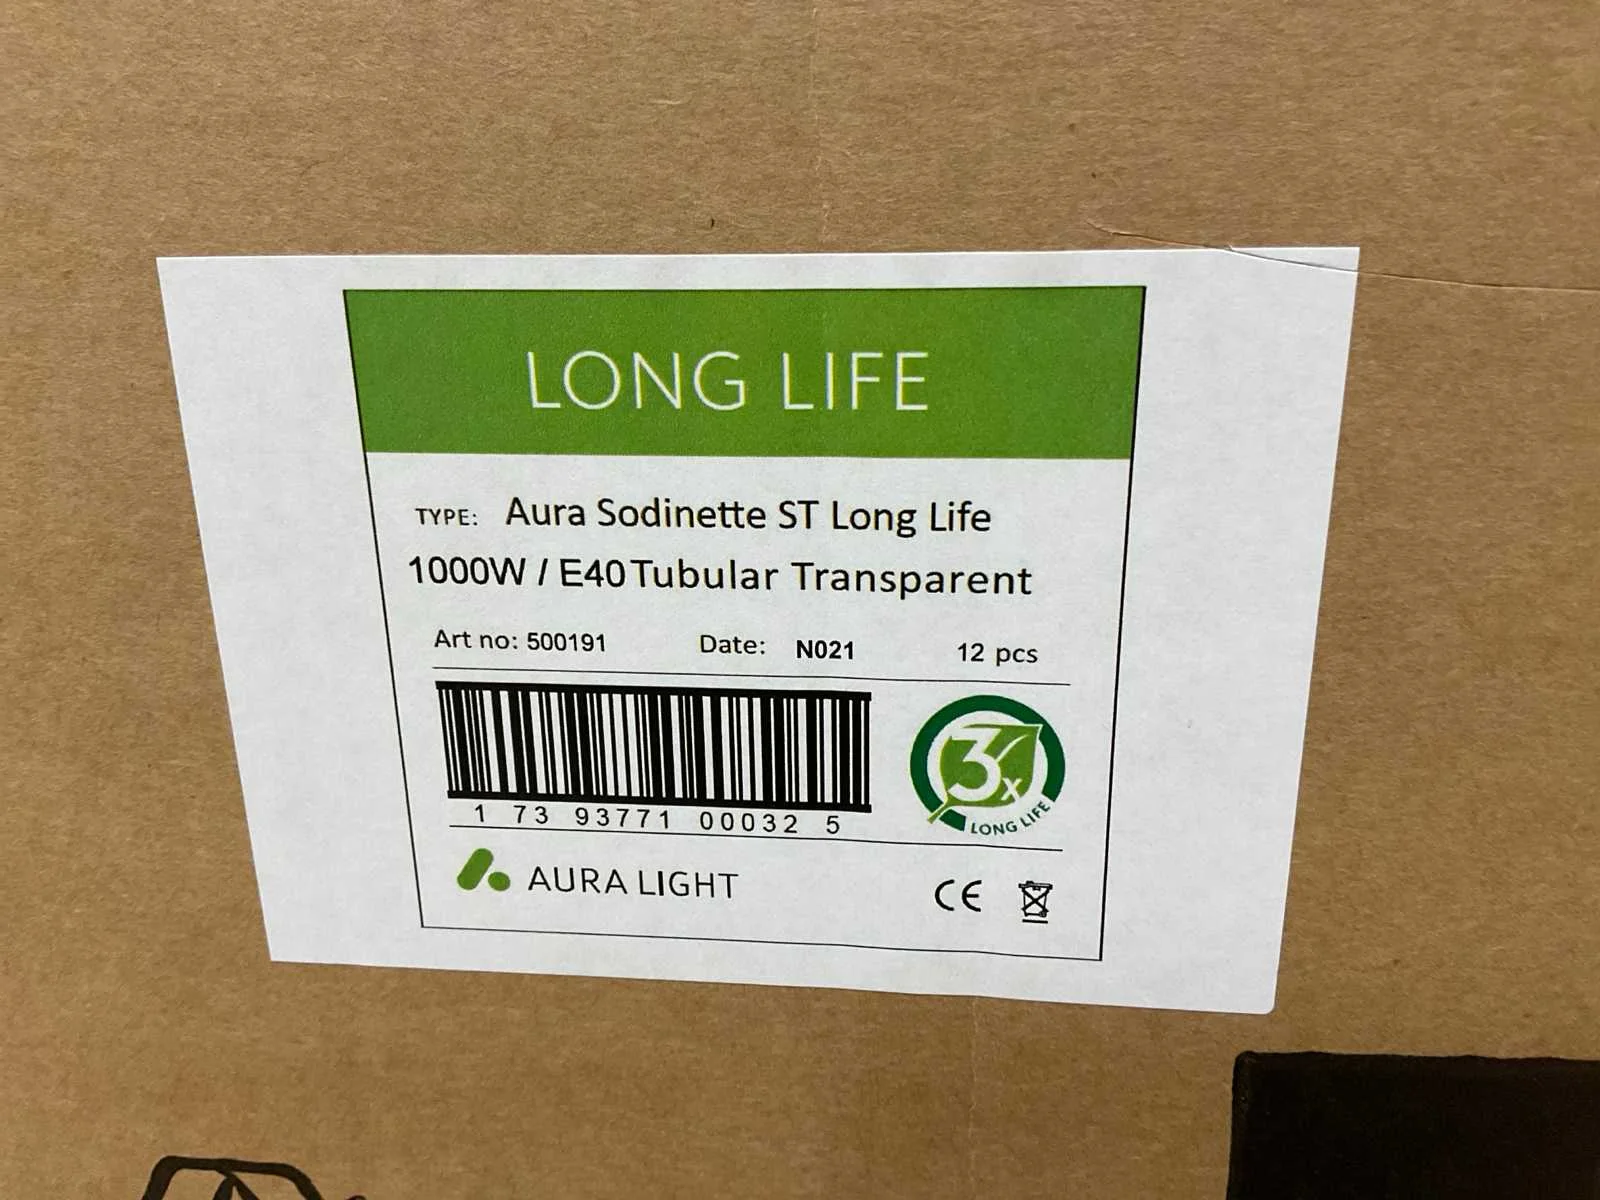 LONG LIFE
TYPE: Aura Sodinette ST Long Life
1000W / E40 Tubular Transparent
Art no: 500191 Date: N021 12 pcs
3x
LONG LIFE
1 73 93771 00032 5
AURA LIGHT CE